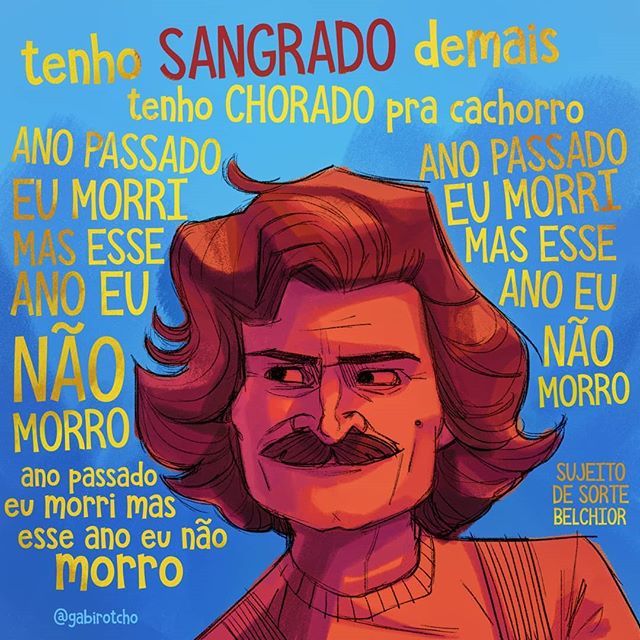 tenho SANGRADO demais
tenho CHORADO pra cachorro
ANO PASSADO
EU MORRI
MAS ESSE
ANO EU
NÃO
MORRO
ano passado
eu morri mas
esse ano eu não
morro
ANO PASSADO
EU MORRI
MAS ESSE
ANO EU
NÃO
MORRO
SUJEITO
DE SORTE
BELCHIOR
@gabirotcho